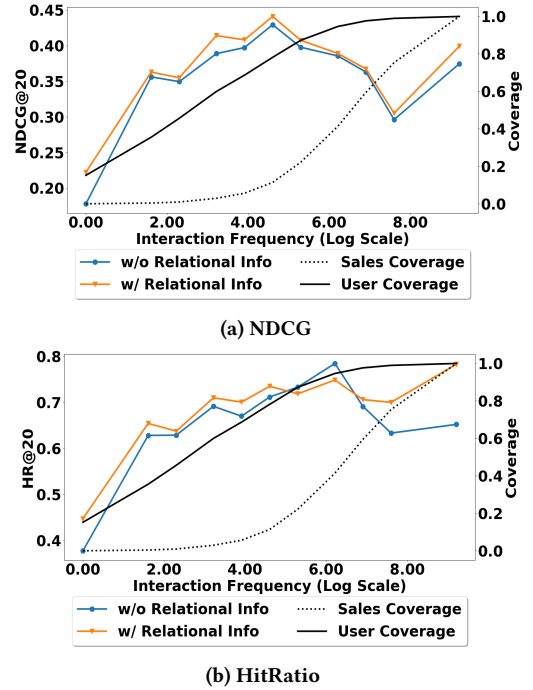 0.45
0.40
0.35
0.30
0.25
0.20
NDCG@20
1.0
0.8
0.6
0.4
0.2
0.0
Coverage
0.00 2.00 4.00 6.00 8.00
Interaction Frequency (Log Scale)
w/o Relational Info Sales Coverage
w/ Relational Info User Coverage
(a) NDCG
0.8
0.7
0.6
0.5
0.4
HR@20
1.0
0.8
0.6
0.4
0.2
0.0
Coverage
0.00 2.00 4.00 6.00 8.00
Interaction Frequency (Log Scale)
w/o Relational Info Sales Coverage
w/ Relational Info User Coverage
(b) HitRatio